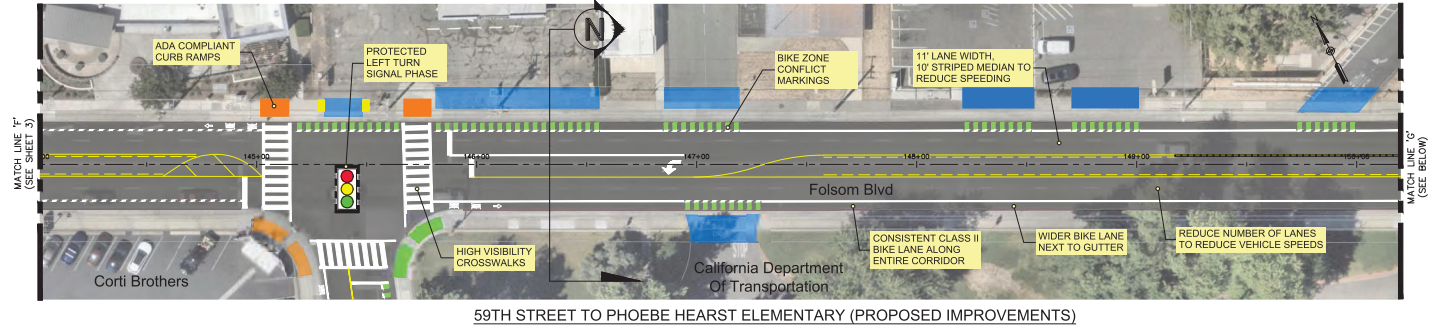 ADA COMPLIANT
CURB RAMPS
PROTECTED
LEFT TURN
SIGNAL PHASE
N
BIKE ZONE
CONFLICT
MARKINGS
11' LANE WIDTH,
10' STRIPED MEDIAN TO
REDUCE SPEEDING
N
MATCH LINE "F"
(SEE SHEET 3)
MATCH LINE "G"
(SEE BELOW)
145+00
146+00
147+00
148+00
149+00
Folsom Blvd
HIGH VISIBILITY
CROSSWALKS
CONSISTENT CLASS II
BIKE LANE ALONG
ENTIRE CORRIDOR
WIDER BIKE LANE
NEXT TO GUTTER
REDUCE NUMBER OF LANES
TO REDUCE VEHICLE SPEEDS
Corti Brothers
California Department
Of Transportation
59TH STREET TO PHOEBE HEARST ELEMENTARY (PROPOSED IMPROVEMENTS)